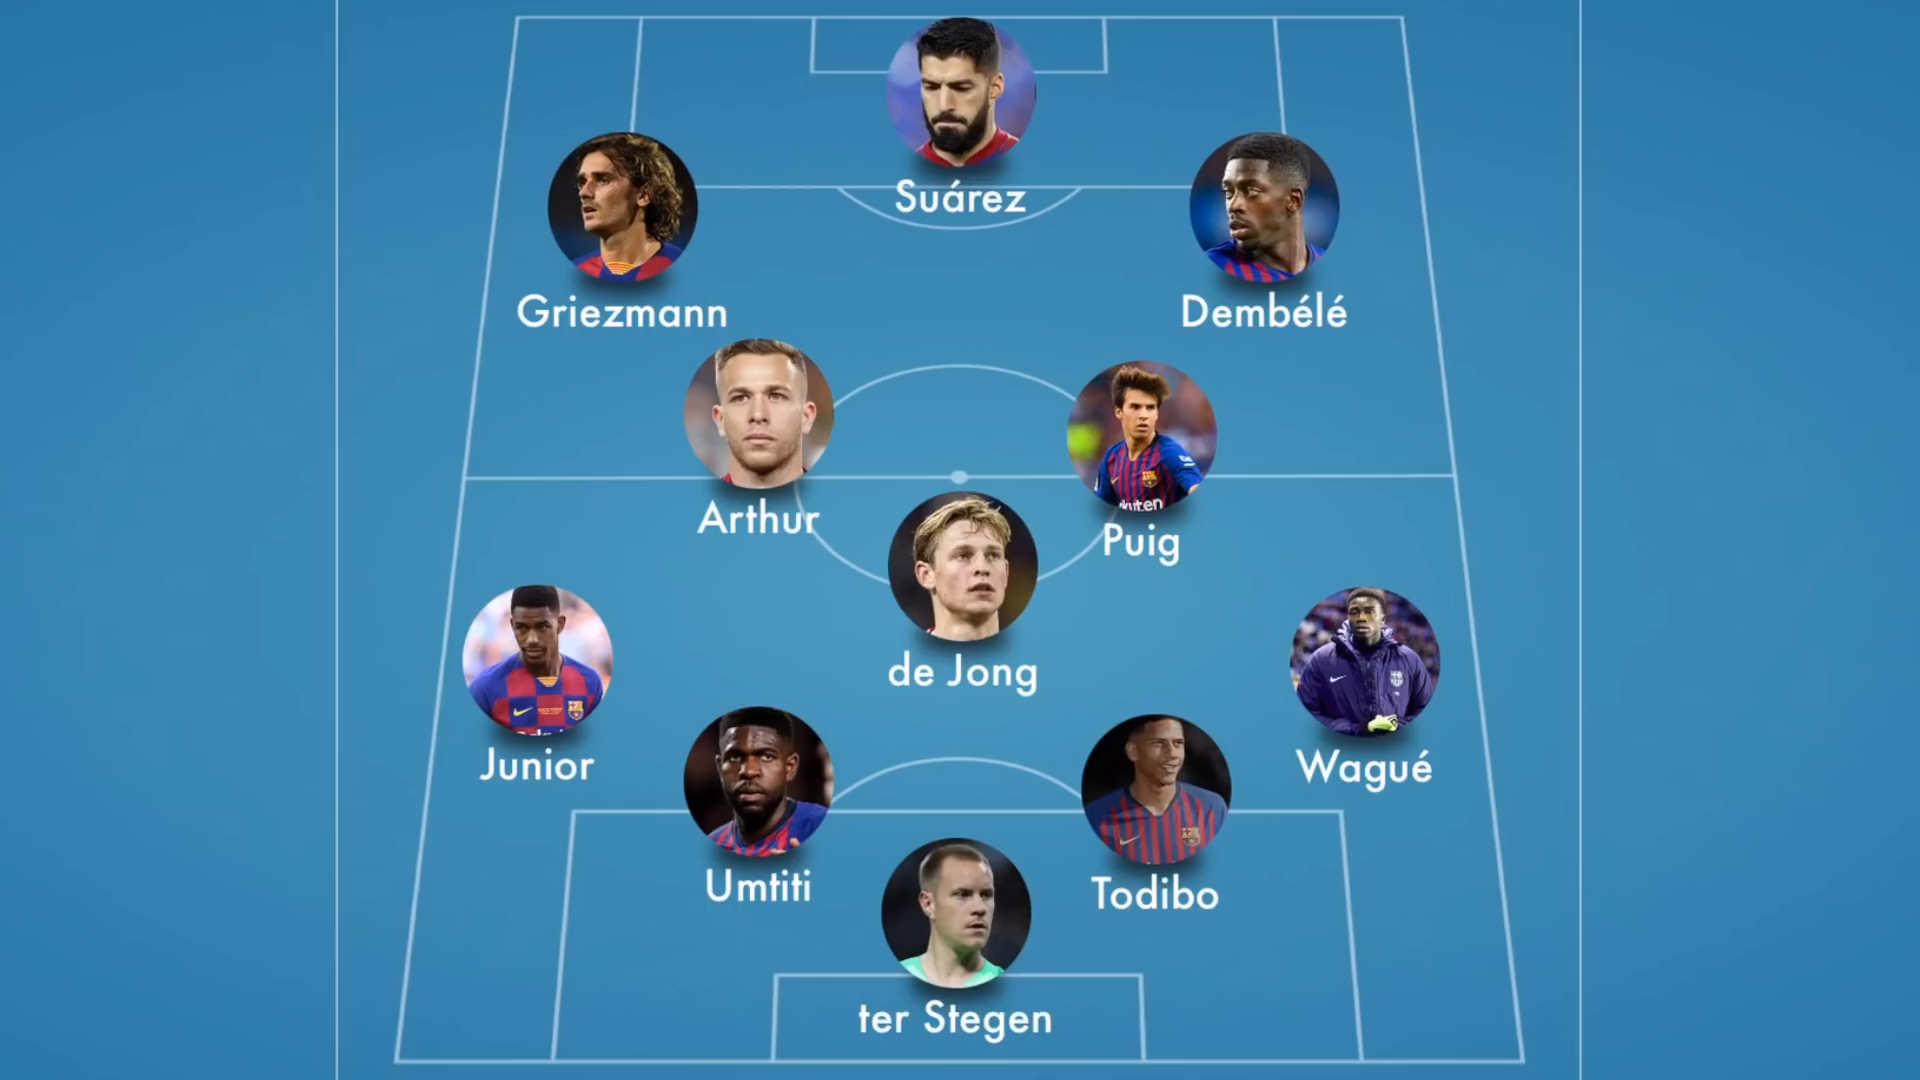 Suárez
Griezmann
Dembélé
Arthur
Puig
de Jong
Junior
Wagué
Umtiti
Todibo
ter Stegen